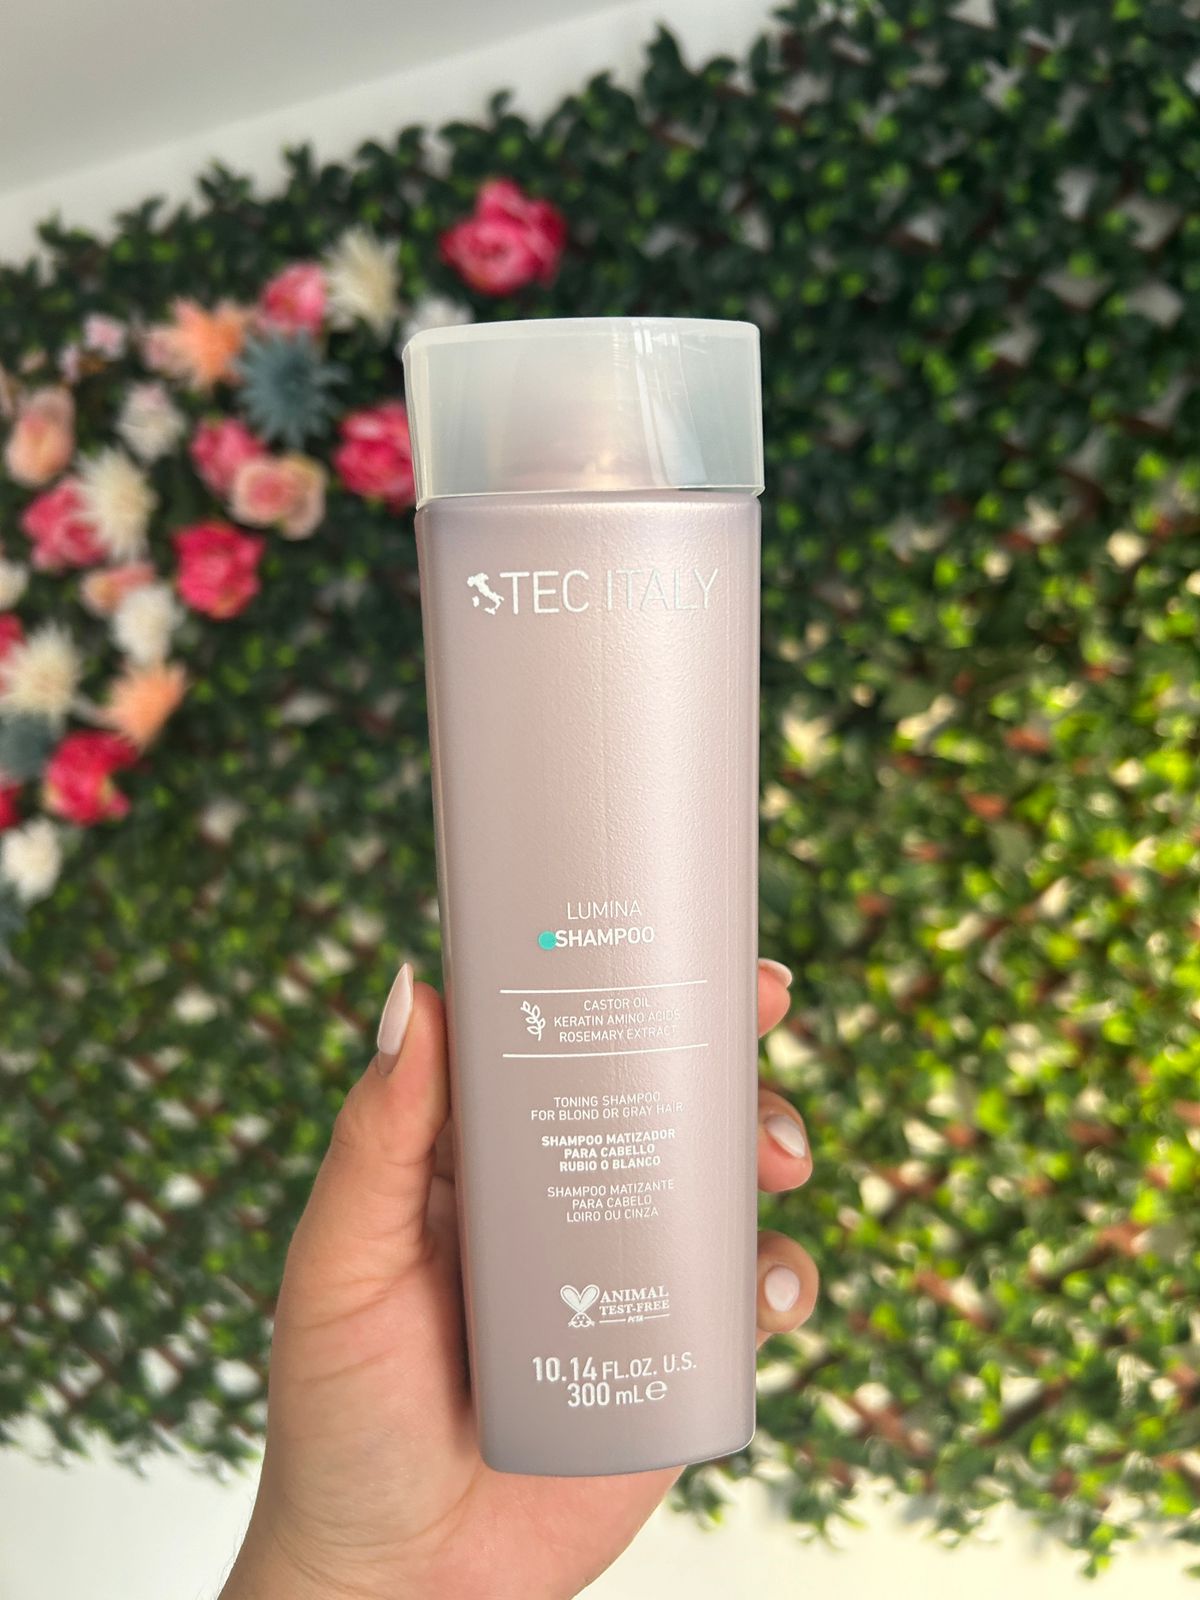 TEC ITALY
LUMINA
SHAMPOO
CASTOR OIL
KERATIN AMINO ACIDS
ROSEMARY EXTRACT
TONING SHAMPOO
FOR BLOND OR GRAY HAIR
SHAMPOO MATIZADOR
PARA CABELLO
RUBIO O BLANCO
SHAMPOO MATIZANTE
PARA CABELO
LOIRO OU CINZA
ANIMAL
TEST-FREE
PETA
10.14 FL.OZ. U.S.
300 mL ℮